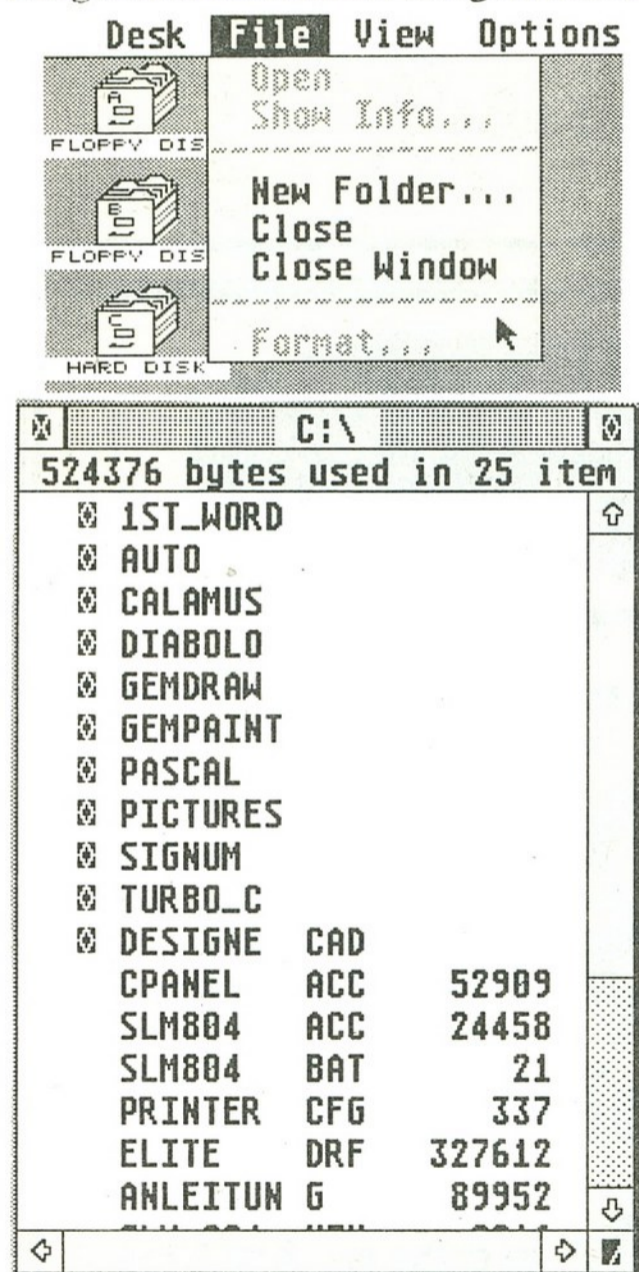 Desk File View Options
Open
Show Info...
New Folder...
Close
Close Window
Format...
A
FLOPPY DIS
B
FLOPPY DIS
C
HARD DISK
C:\
524376 bytes used in 25 item
1ST_WORD
AUTO
CALAMUS
DIABOLO
GEMDRAW
GEMPAINT
PASCAL
PICTURES
SIGNUM
TURBO_C
DESIGNE CAD
CPANEL ACC 52909
SLM804 ACC 24458
SLM804 BAT 21
PRINTER CFG 337
ELITE DRF 327612
ANLEITUN G 89952